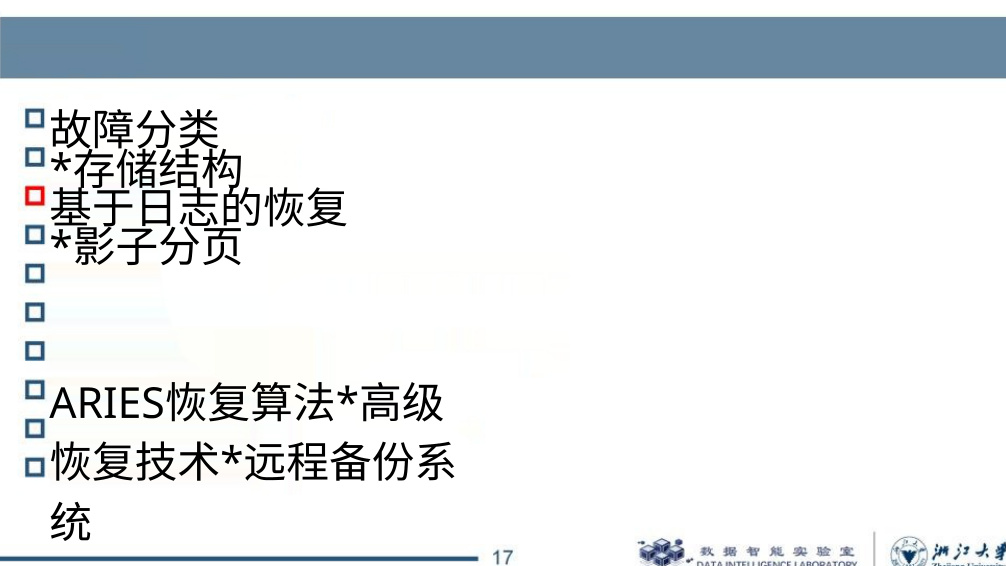 故障分类
*存储结构
基于日志的恢复
*影子分页
ARIES恢复算法*高级
恢复技术*远程备份系
统
17
数据智能实验室
DATA INTELLIGENCE LABORATORY
浙江大学
Zhejiang University